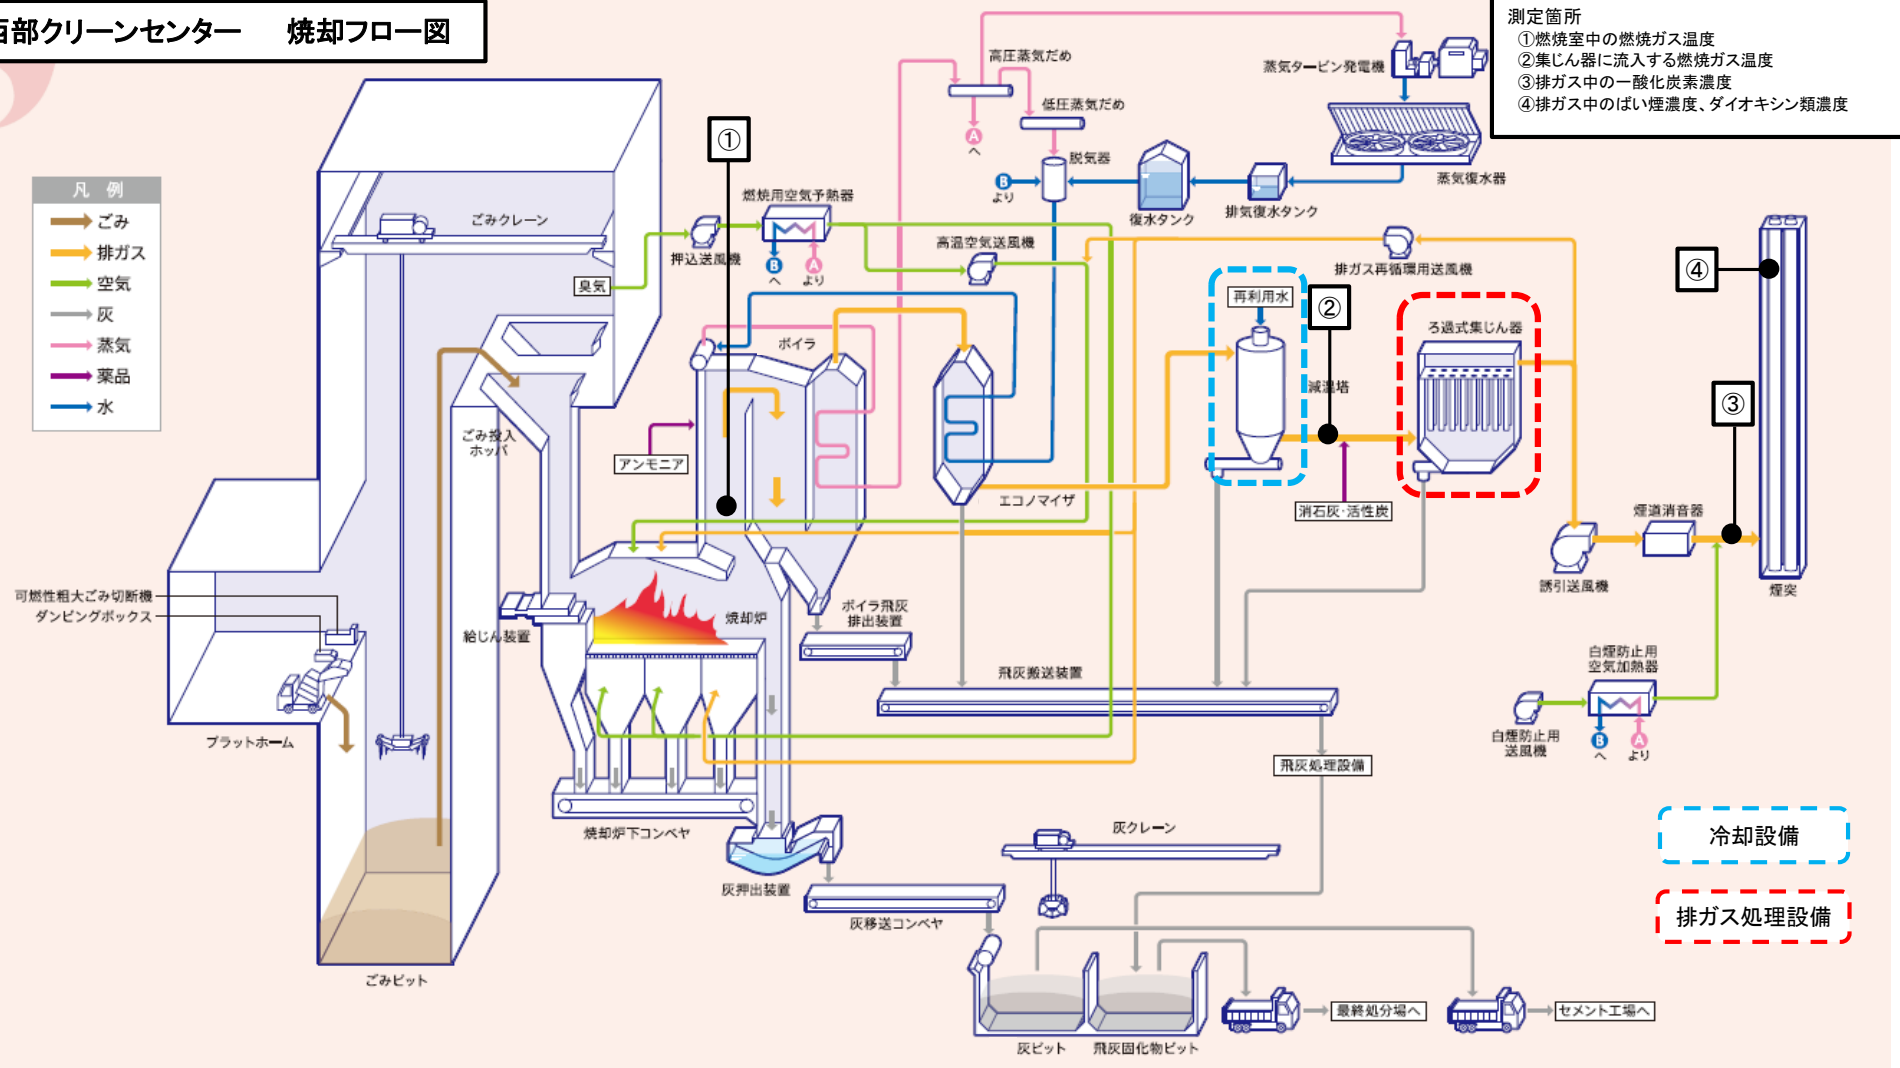 西部クリーンセンター　焼却フロー図
測定箇所
①燃焼室中の燃焼ガス温度
②集じん器に流入する燃焼ガス温度
③排ガス中の一酸化炭素濃度
④排ガス中のばい煙濃度、ダイオキシン類濃度
凡 例
ごみ
排ガス
空気
灰
蒸気
薬品
水
①
②
③
④
高圧蒸気だめ
低圧蒸気だめ
A
へ
蒸気タービン発電機
蒸気復水器
脱気器
B
より
復水タンク
排気復水タンク
ごみクレーン
臭気
押込送風機
燃焼用空気予熱器
B
へ
A
より
高温空気送風機
排ガス再循環用送風機
再利用水
減温塔
ろ過式集じん器
ボイラ
ごみ投入
ホッパ
アンモニア
エコノマイザ
消石灰・活性炭
煙道消音器
誘引送風機
煙突
可燃性粗大ごみ切断機
ダンピングボックス
給じん装置
焼却炉
ボイラ飛灰
排出装置
飛灰搬送装置
白煙防止用
空気加熱器
白煙防止用
送風機
B
へ
A
より
プラットホーム
飛灰処理設備
焼却炉下コンベヤ
灰クレーン
冷却設備
灰押出装置
灰移送コンベヤ
排ガス処理設備
ごみピット
最終処分場へ
セメント工場へ
灰ピット
飛灰固化物ピット